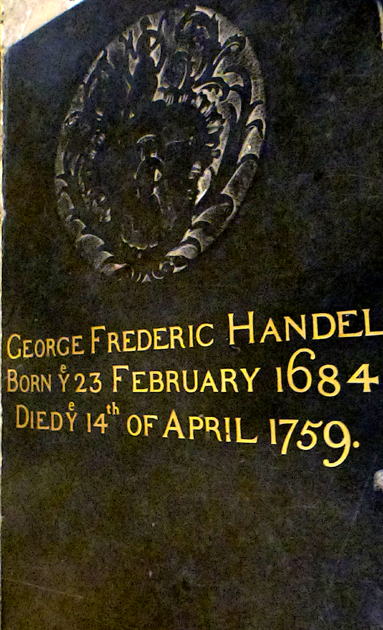 GEORGE FREDERIC HANDEL
BORN yᵉ 23 FEBRUARY 1684
DIED yᵉ 14th OF APRIL 1759.